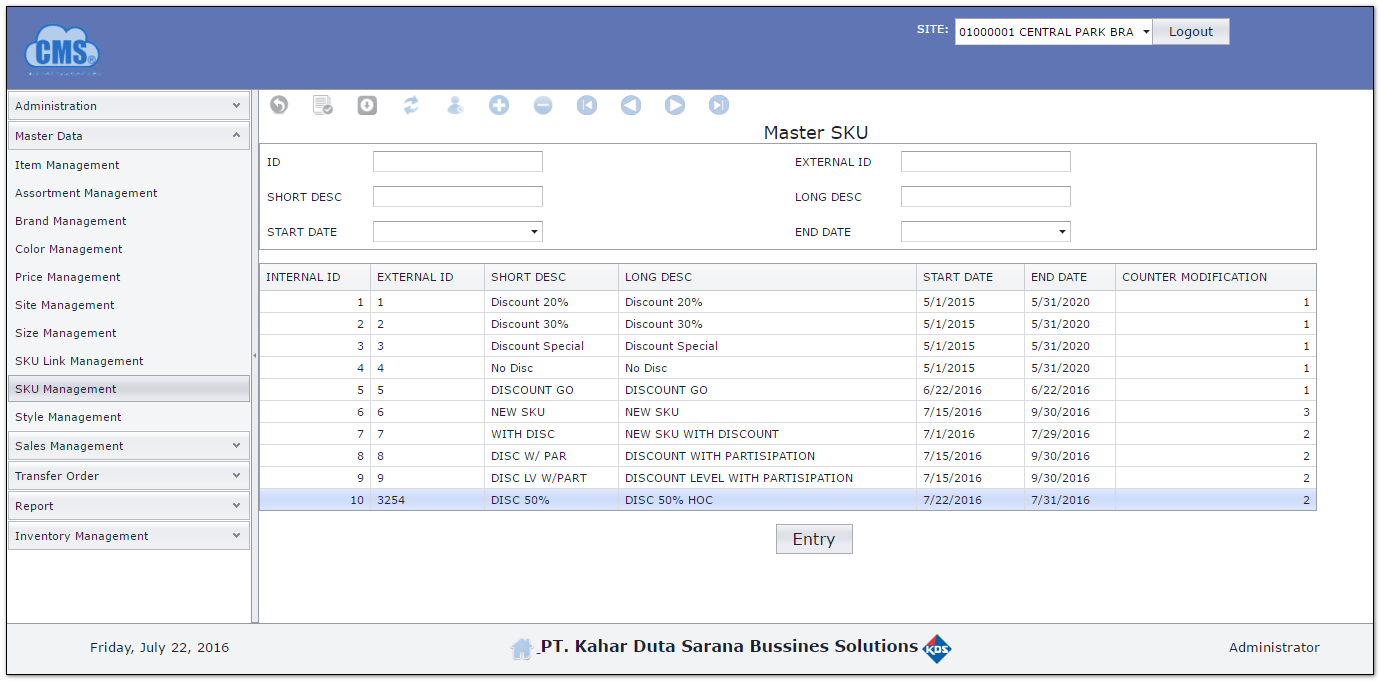 SITE: 01000001 CENTRAL PARK BRA Logout
CMS
Administration
Master Data
Item Management
Assortment Management
Brand Management
Color Management
Price Management
Site Management
Size Management
SKU Link Management
SKU Management
Style Management
Sales Management
Transfer Order
Report
Inventory Management
Master SKU
ID EXTERNAL ID
SHORT DESC LONG DESC
START DATE END DATE
INTERNAL ID EXTERNAL ID SHORT DESC LONG DESC START DATE END DATE COUNTER MODIFICATION
1 1 Discount 20% Discount 20% 5/1/2015 5/31/2020 1
2 2 Discount 30% Discount 30% 5/1/2015 5/31/2020 1
3 3 Discount Special Discount Special 5/1/2015 5/31/2020 1
4 4 No Disc No Disc 5/1/2015 5/31/2020 1
5 5 DISCOUNT GO DISCOUNT GO 6/22/2016 6/22/2016 1
6 6 NEW SKU NEW SKU 7/15/2016 9/30/2016 3
7 7 WITH DISC NEW SKU WITH DISCOUNT 7/1/2016 7/29/2016 2
8 8 DISC W/ PAR DISCOUNT WITH PARTISIPATION 7/15/2016 9/30/2016 2
9 9 DISC LV W/PART DISCOUNT LEVEL WITH PARTISIPATION 7/15/2016 9/30/2016 2
10 3254 DISC 50% DISC 50% HOC 7/22/2016 7/31/2016 2
Entry
Friday, July 22, 2016 PT. Kahar Duta Sarana Bussines Solutions KDS Administrator